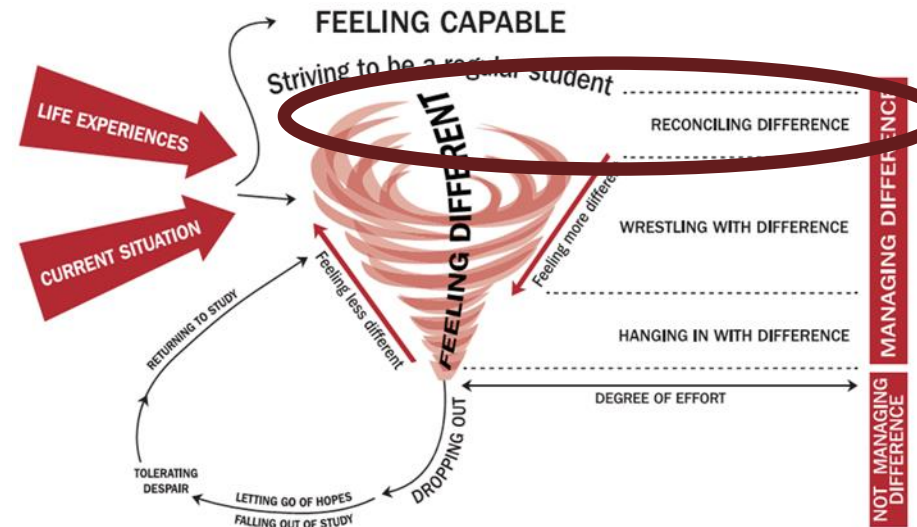 FEELING CAPABLE
Striving to be a regular student
LIFE EXPERIENCES
CURRENT SITUATION
FEELING DIFFERENT
Feeling less different
Feeling more differe
RECONCILING DIFFERENCE
WRESTLING WITH DIFFERENCE
HANGING IN WITH DIFFERENCE
MANAGING DIFFERENCE
NOT MANAGING
DIFFERENCE
DEGREE OF EFFORT
DROPPING OUT
LETTING GO OF HOPES
FALLING OUT OF STUDY
TOLERATING
DESPAIR
RETURNING TO STUDY